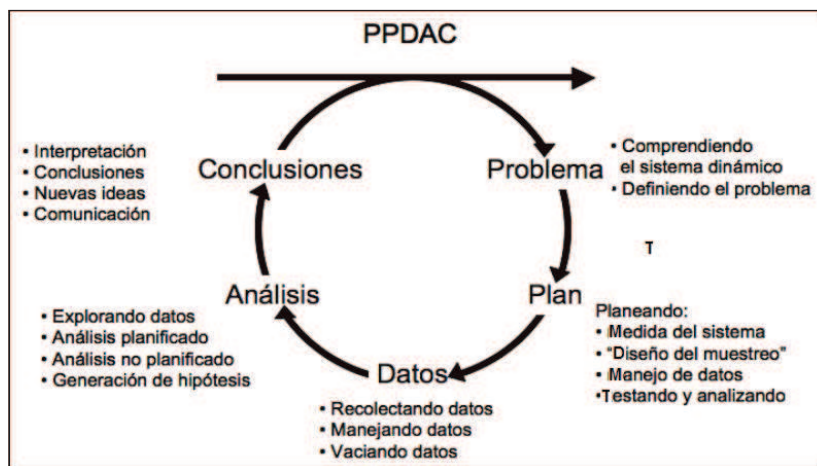 PPDAC
Problema
• Comprendiendo
el sistema dinámico
• Definiendo el problema
T
Plan
Planeando:
• Medida del sistema
• “Diseño del muestreo”
• Manejo de datos
•Testando y analizando
Datos
• Recolectando datos
• Manejando datos
• Vaciando datos
Análisis
• Explorando datos
• Análisis planificado
• Análisis no planificado
• Generación de hipótesis
Conclusiones
• Interpretación
• Conclusiones
• Nuevas ideas
• Comunicación